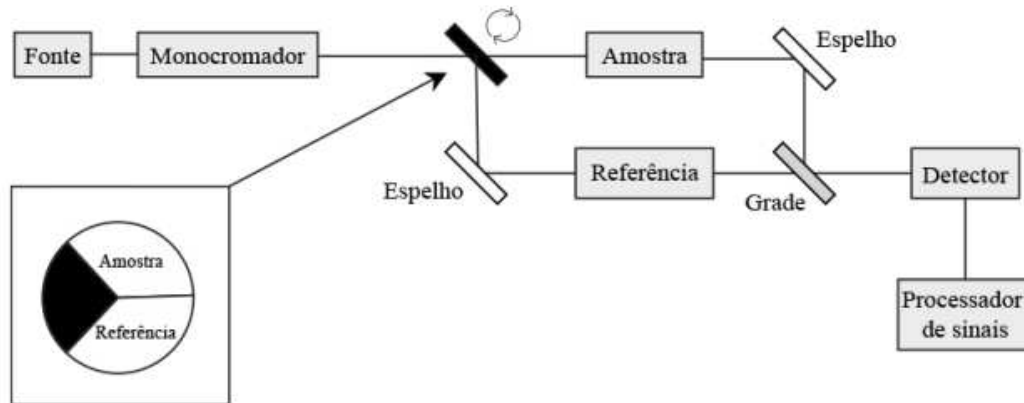 Espelho
Fonte
Monocromador
Amostra
Espelho
Referência
Grade
Detector
Amostra
Referência
Processador
de sinais